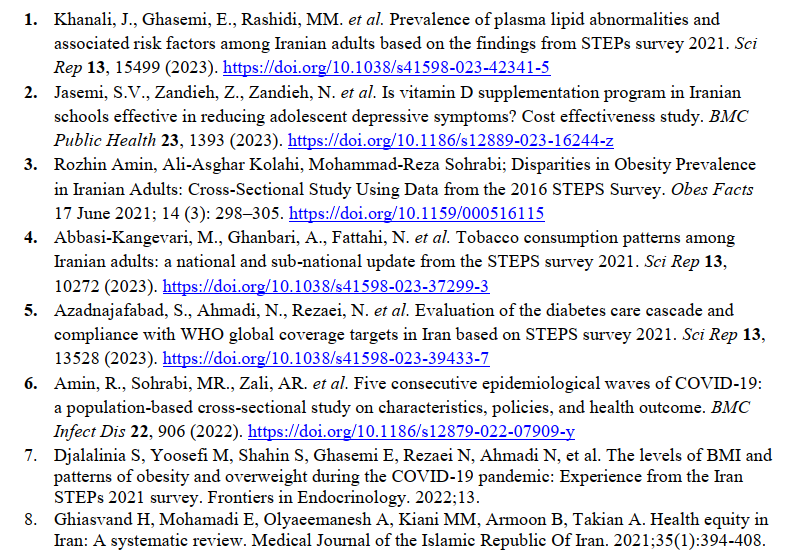 1. Khanali, J., Ghasemi, E., Rashidi, MM. et al. Prevalence of plasma lipid abnormalities and
associated risk factors among Iranian adults based on the findings from STEPs survey 2021. Sci
Rep 13, 15499 (2023). https://doi.org/10.1038/s41598-023-42341-5
2. Jasemi, S.V., Zandieh, Z., Zandieh, N. et al. Is vitamin D supplementation program in Iranian
schools effective in reducing adolescent depressive symptoms? Cost effectiveness study. BMC
Public Health 23, 1393 (2023). https://doi.org/10.1186/s12889-023-16244-z
3. Rozhin Amin, Ali-Asghar Kolahi, Mohammad-Reza Sohrabi; Disparities in Obesity Prevalence
in Iranian Adults: Cross-Sectional Study Using Data from the 2016 STEPS Survey. Obes Facts
17 June 2021; 14 (3): 298–305. https://doi.org/10.1159/000516115
4. Abbasi-Kangevari, M., Ghanbari, A., Fattahi, N. et al. Tobacco consumption patterns among
Iranian adults: a national and sub-national update from the STEPS survey 2021. Sci Rep 13,
10272 (2023). https://doi.org/10.1038/s41598-023-37299-3
5. Azadnajafabad, S., Ahmadi, N., Rezaei, N. et al. Evaluation of the diabetes care cascade and
compliance with WHO global coverage targets in Iran based on STEPS survey 2021. Sci Rep 13,
13528 (2023). https://doi.org/10.1038/s41598-023-39433-7
6. Amin, R., Sohrabi, MR., Zali, AR. et al. Five consecutive epidemiological waves of COVID-19:
a population-based cross-sectional study on characteristics, policies, and health outcome. BMC
Infect Dis 22, 906 (2022). https://doi.org/10.1186/s12879-022-07909-y
7. Djalalinia S, Yoosefi M, Shahin S, Ghasemi E, Rezaei N, Ahmadi N, et al. The levels of BMI and
patterns of obesity and overweight during the COVID-19 pandemic: Experience from the Iran
STEPs 2021 survey. Frontiers in Endocrinology. 2022;13.
8. Ghiasvand H, Mohamadi E, Olyaeemanesh A, Kiani MM, Armoon B, Takian A. Health equity in
Iran: A systematic review. Medical Journal of the Islamic Republic Of Iran. 2021;35(1):394-408.